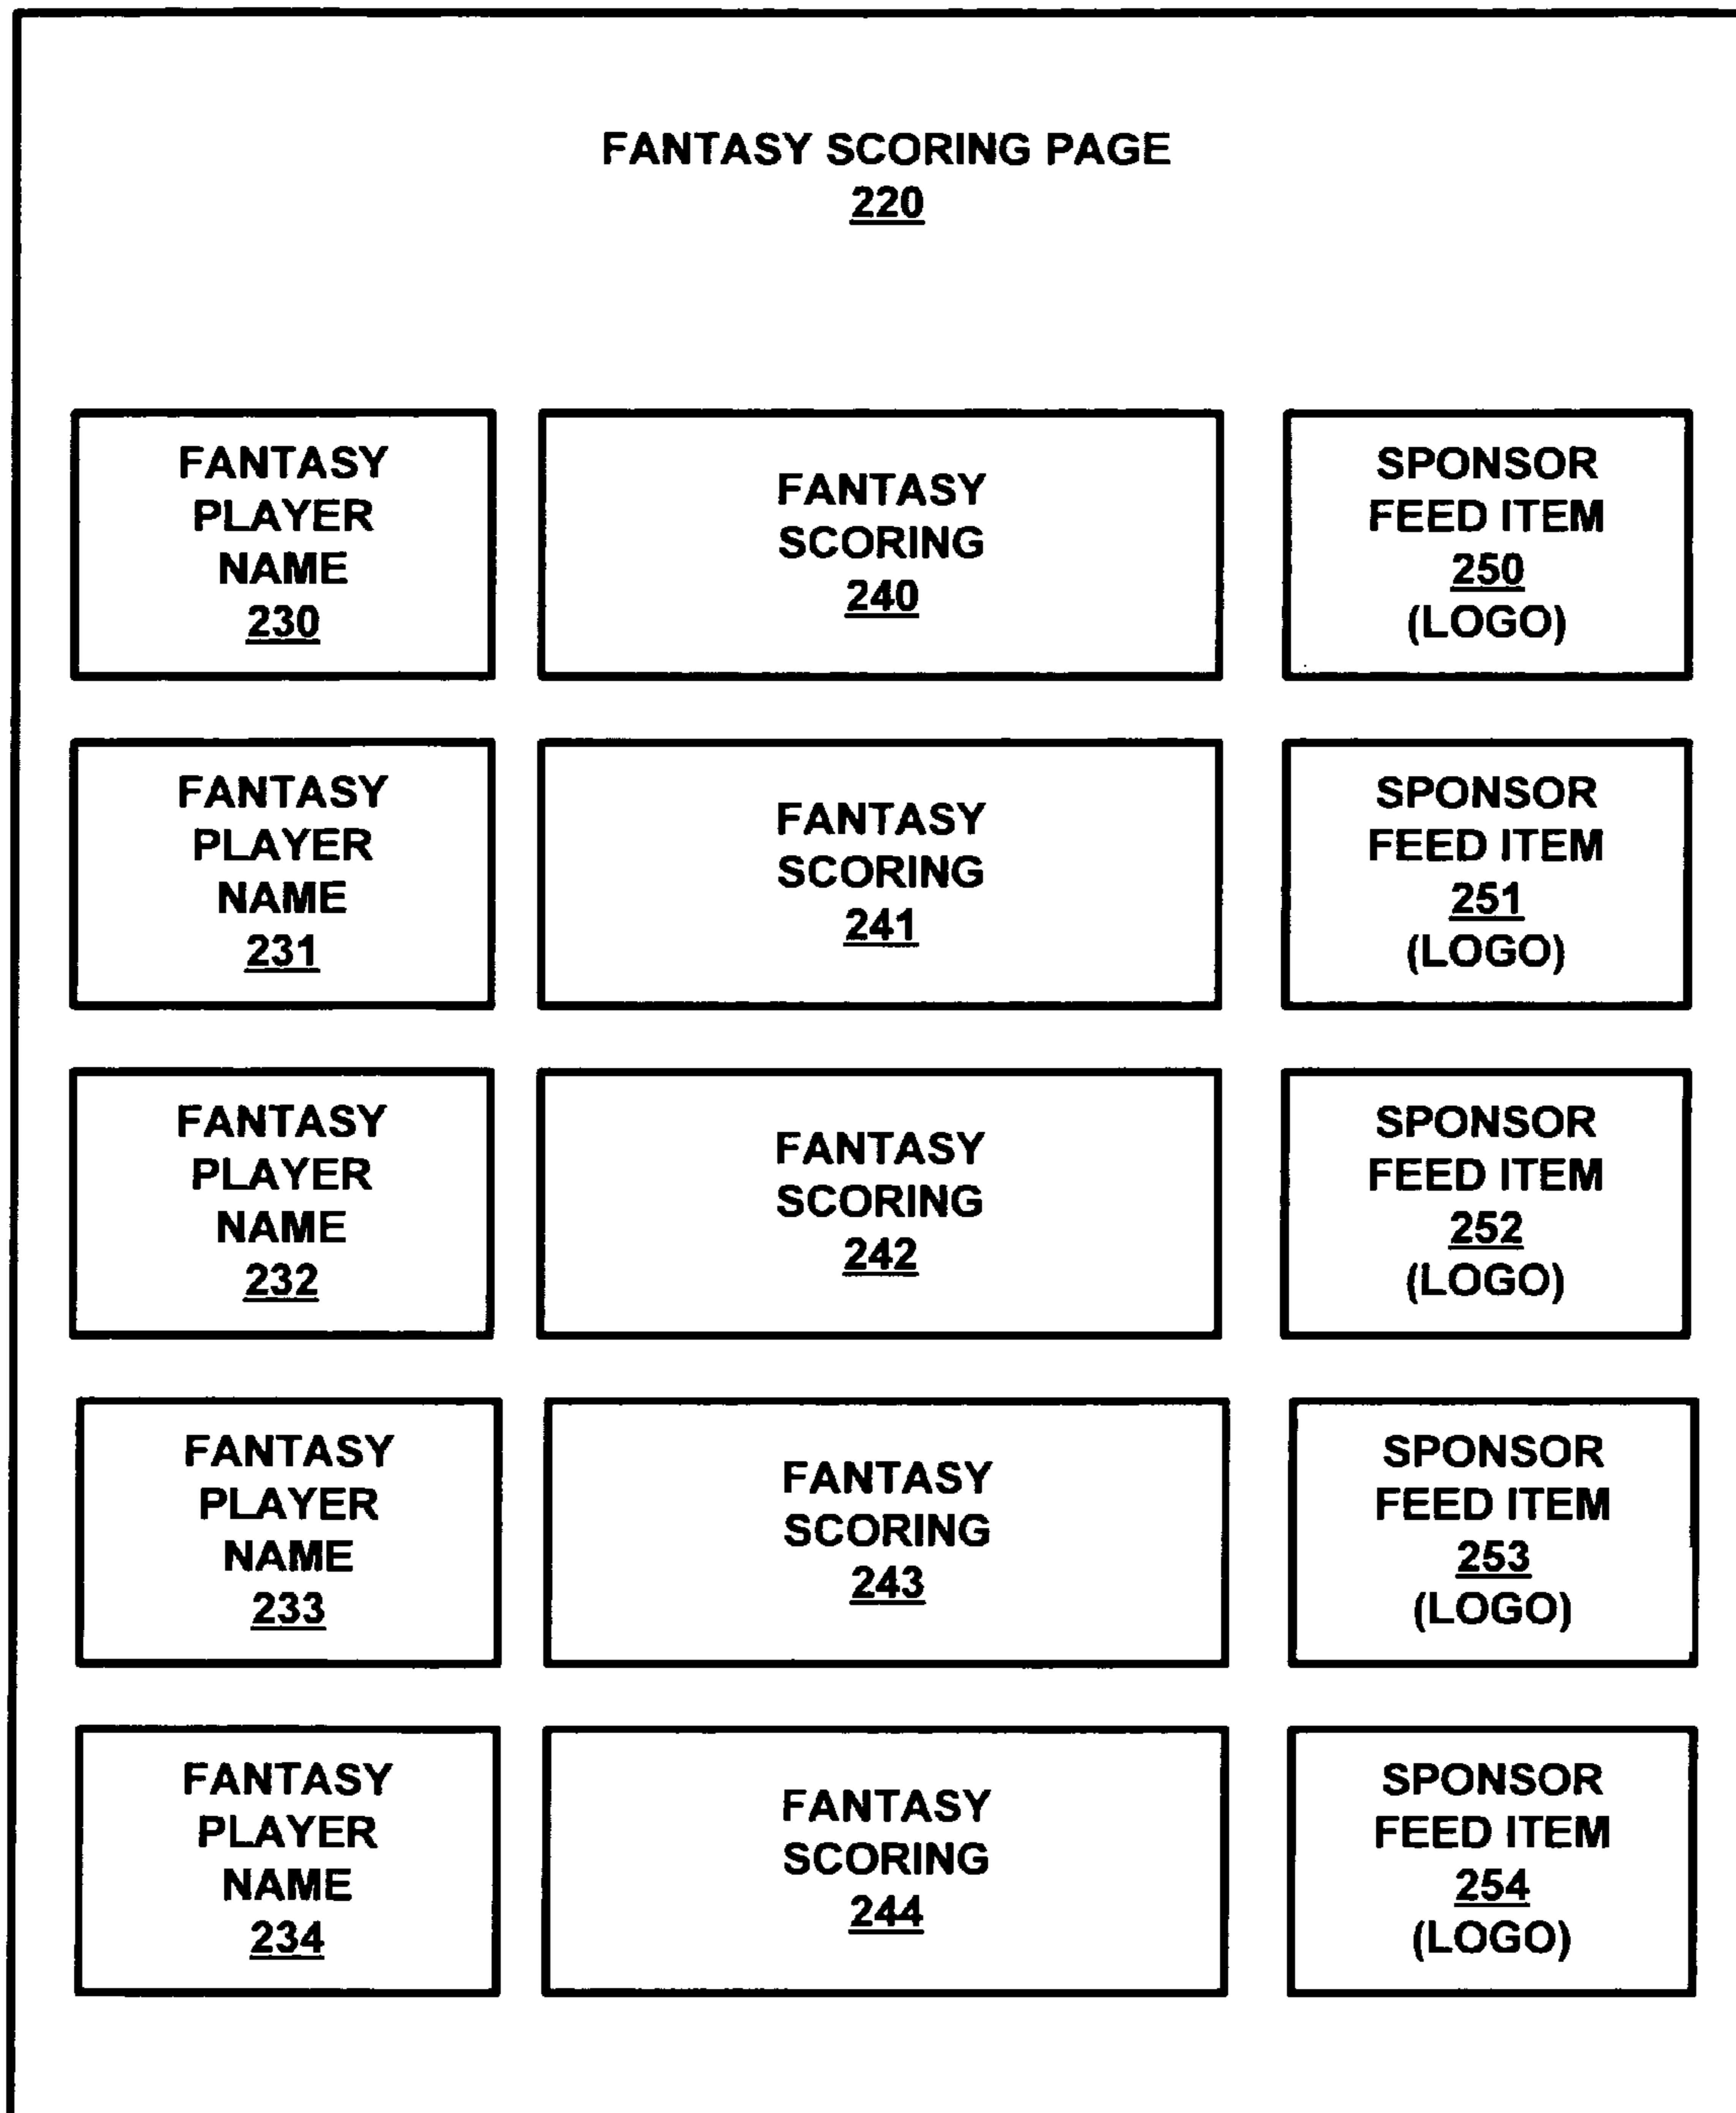 FANTASY SCORING PAGE
220
FANTASY
PLAYER
NAME
230
FANTASY
SCORING
240
SPONSOR
FEED ITEM
250
(LOGO)
FANTASY
PLAYER
NAME
231
FANTASY
SCORING
241
SPONSOR
FEED ITEM
251
(LOGO)
FANTASY
PLAYER
NAME
232
FANTASY
SCORING
242
SPONSOR
FEED ITEM
252
(LOGO)
FANTASY
PLAYER
NAME
233
FANTASY
SCORING
243
SPONSOR
FEED ITEM
253
(LOGO)
FANTASY
PLAYER
NAME
234
FANTASY
SCORING
244
SPONSOR
FEED ITEM
254
(LOGO)